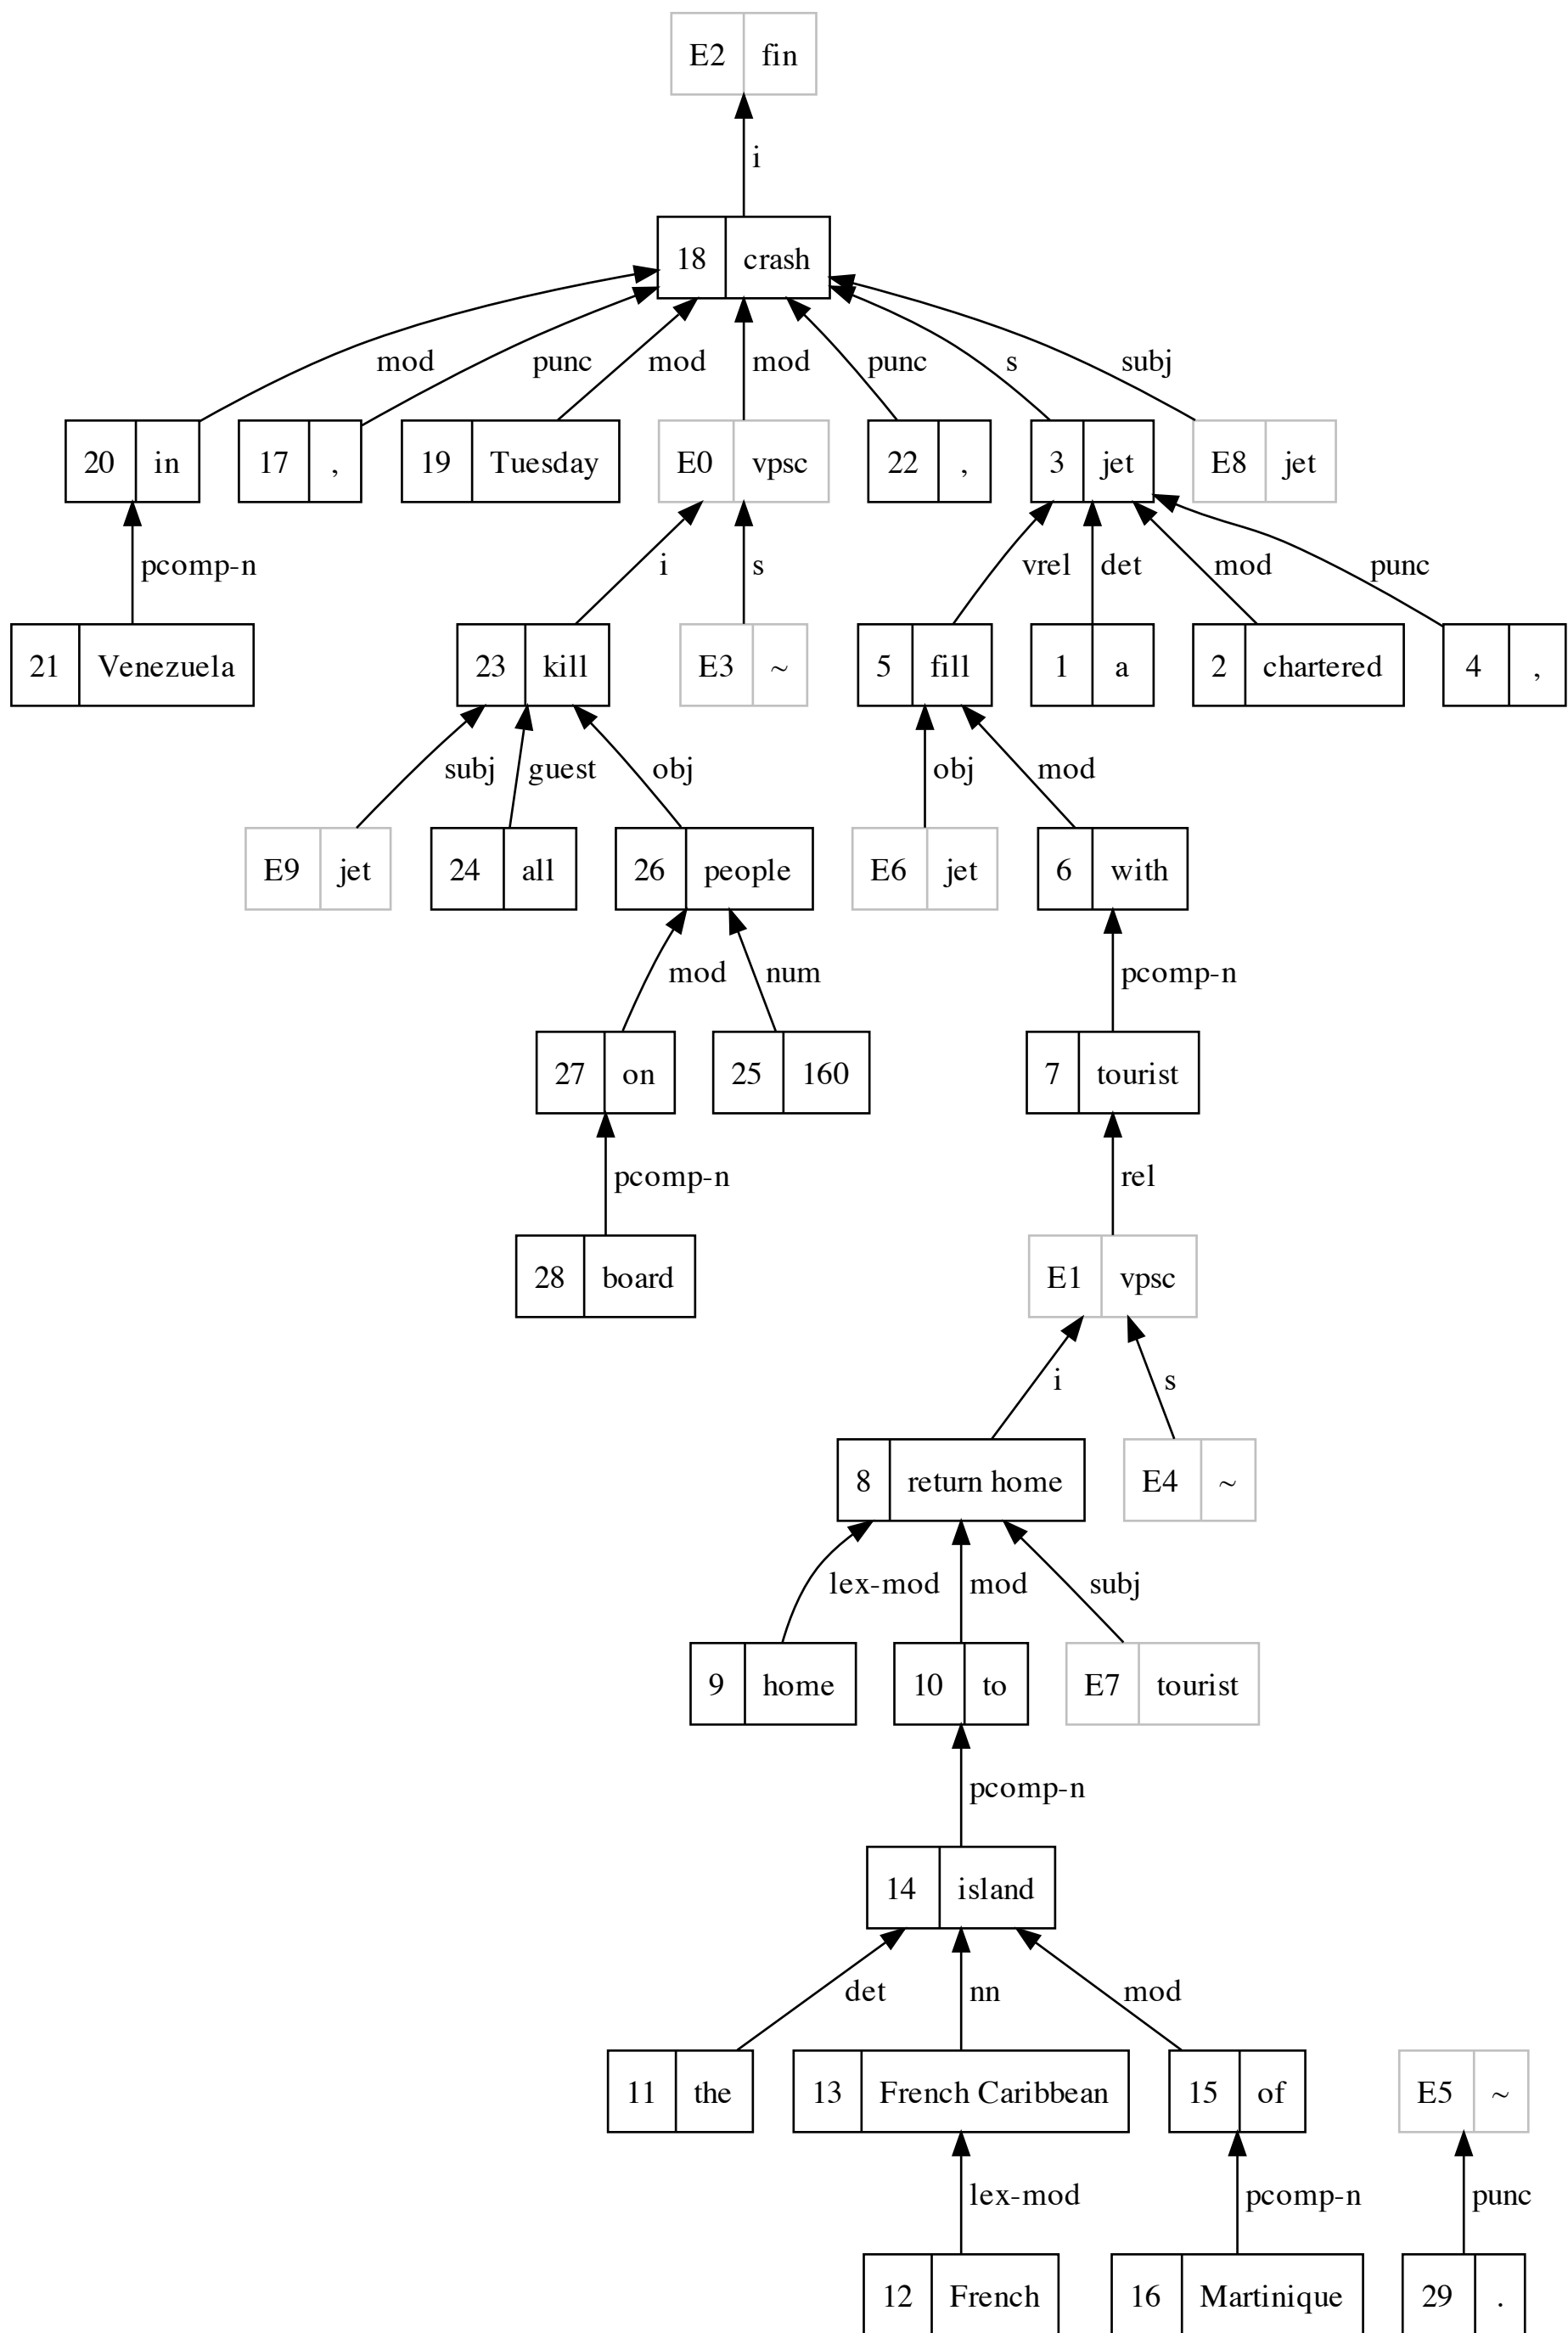 E2 fin
i
18 crash
mod punc mod mod punc s subj
20 in 17 , 19 Tuesday E0 vpsc 22 , 3 jet E8 jet
pcomp-n i s vrel det mod punc
21 Venezuela 23 kill E3 ~ 5 fill 1 a 2 chartered 4 ,
subj guest obj obj mod
E9 jet 24 all 26 people E6 jet 6 with
mod num pcomp-n
27 on 25 160 7 tourist
pcomp-n rel
28 board E1 vpsc
i s
8 return home E4 ~
lex-mod mod subj
9 home 10 to E7 tourist
pcomp-n
14 island
det nn mod
11 the 13 French Caribbean 15 of E5 ~
lex-mod pcomp-n punc
12 French 16 Martinique 29 .